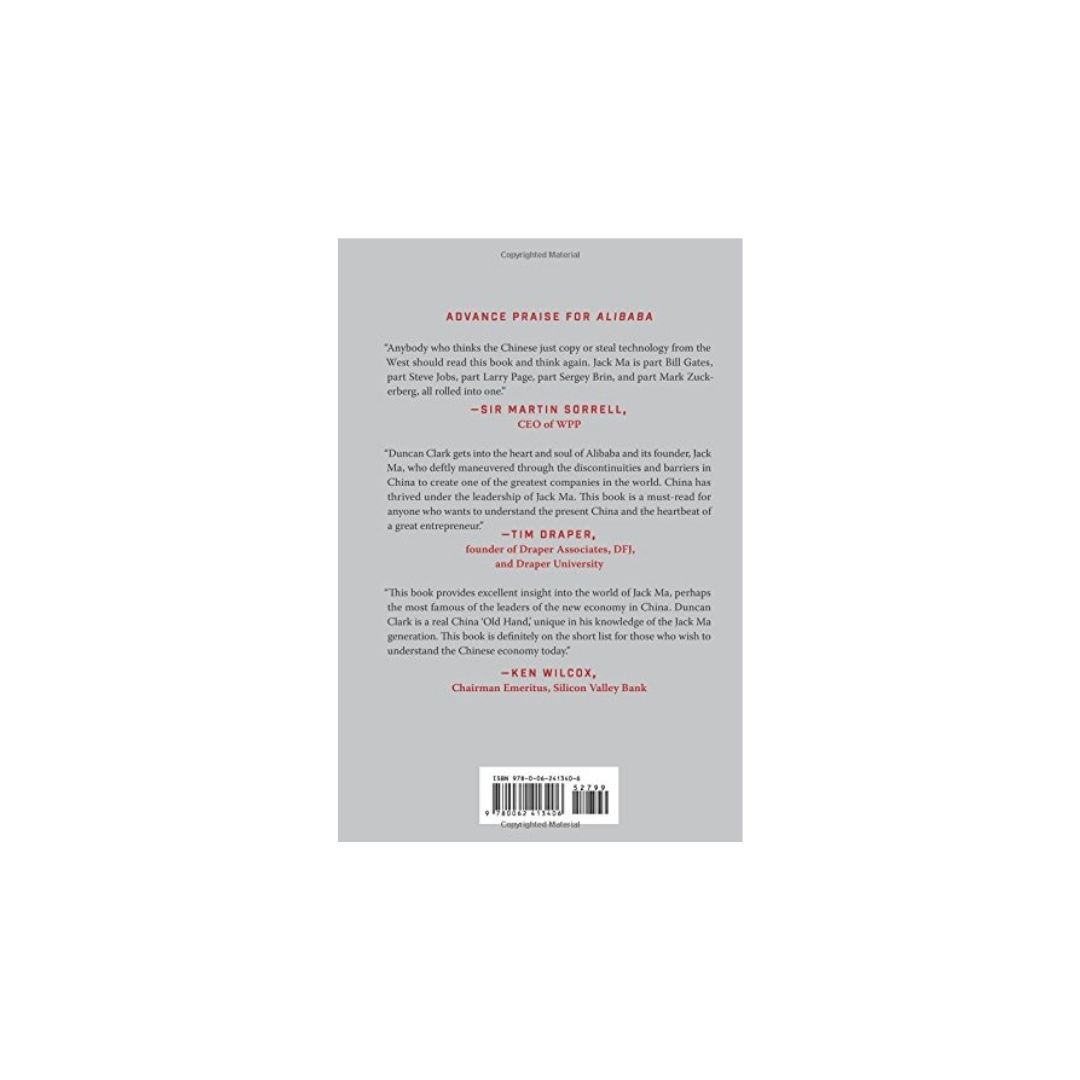 Copyrighted Material
ADVANCE PRAISE FOR ALIBABA
“Anybody who thinks the Chinese just copy or steal technology from the
West should read this book and think again. Jack Ma is part Bill Gates,
part Steve Jobs, part Larry Page, part Sergey Brin, and part Mark Zuck-
erberg, all rolled into one.”
—SIR MARTIN SORRELL,
CEO of WPP
“Duncan Clark gets into the heart and soul of Alibaba and its founder, Jack
Ma, who deftly maneuvered through the discontinuities and barriers in
China to create one of the greatest companies in the world. China has
thrived under the leadership of Jack Ma. This book is a must-read for
anyone who wants to understand the present China and the heartbeat of
a great entrepreneur.”
—TIM DRAPER,
founder of Draper Associates, DFJ,
and Draper University
“This book provides excellent insight into the world of Jack Ma, perhaps
the most famous of the leaders of the new economy in China. Duncan
Clark is a real China ‘Old Hand,’ unique in his knowledge of the Jack Ma
generation. This book is definitely on the short list for those who wish to
understand the Chinese economy today.”
—KEN WILCOX,
Chairman Emeritus, Silicon Valley Bank
ISBN 978-0-06-241340-6
52799
9 780062 413406
Copyrighted Material